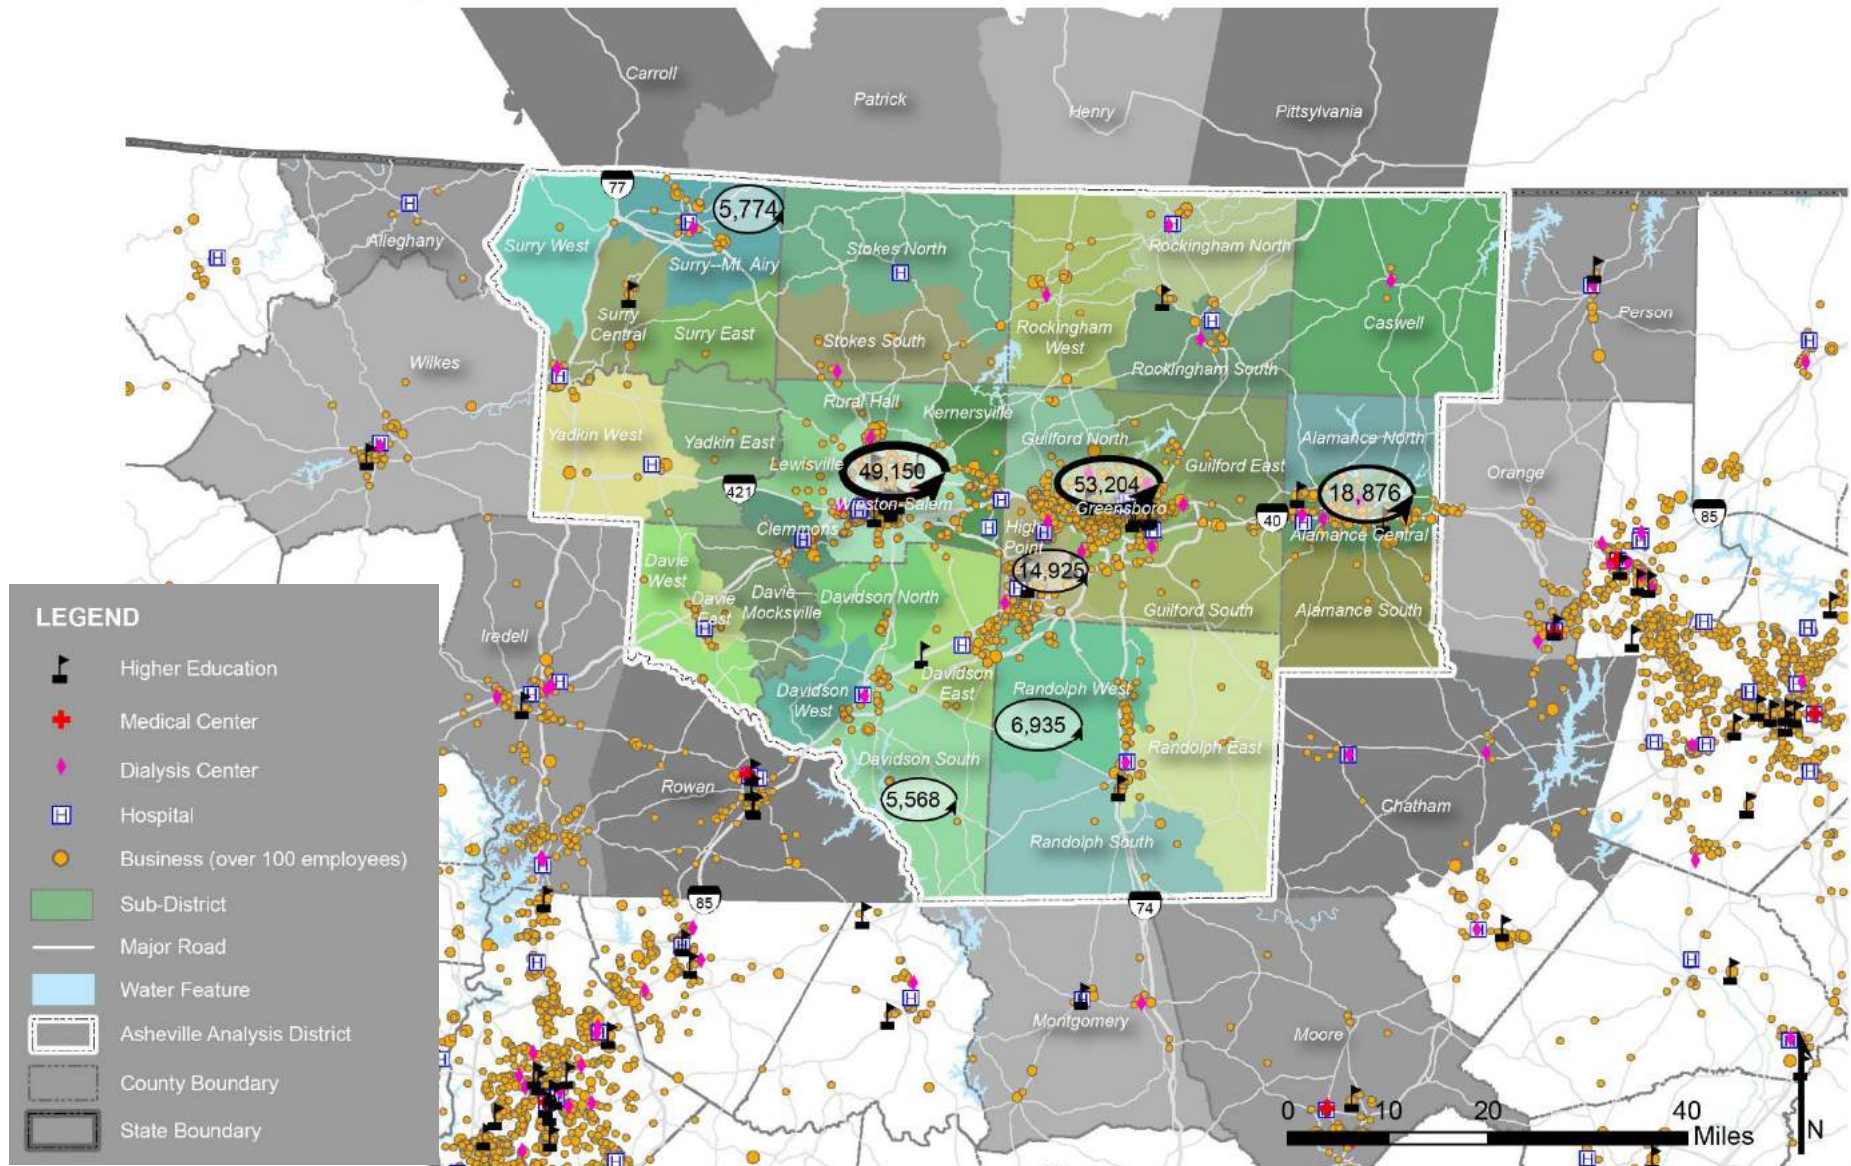 Carroll
Patrick
Henry
Pittsylvania
77
5,774
Alleghany
Surry West
Surry--Mt. Airy
Stokes North
Rockingham North
Surry
Central
Surry East
Stokes South
Rockingham
West
Caswell
Person
Wilkes
Rockingham South
Rural Hall
Kernersville
Yadkin West
Yadkin East
Guilford North
Alamance North
Lewisville
49,150
53,204
Guilford East
18,876
Orange
421
Winston-Salem
Greensboro
40
85
Clemmons
High
Point
Alamance Central
14,925
Davie
West
Davie
East
Davie--
Mocksville
Davidson North
Guilford South
Alamance South
Iredell
Davidson
West
Davidson
East
Randolph West
6,935
Randolph East
Rowan
Davidson South
5,568
Chatham
Randolph South
85
74
Montgomery
Moore
LEGEND
Higher Education
Medical Center
Dialysis Center
H Hospital
Business (over 100 employees)
Sub-District
Major Road
Water Feature
Asheville Analysis District
County Boundary
State Boundary
0 10 20 40
Miles
N